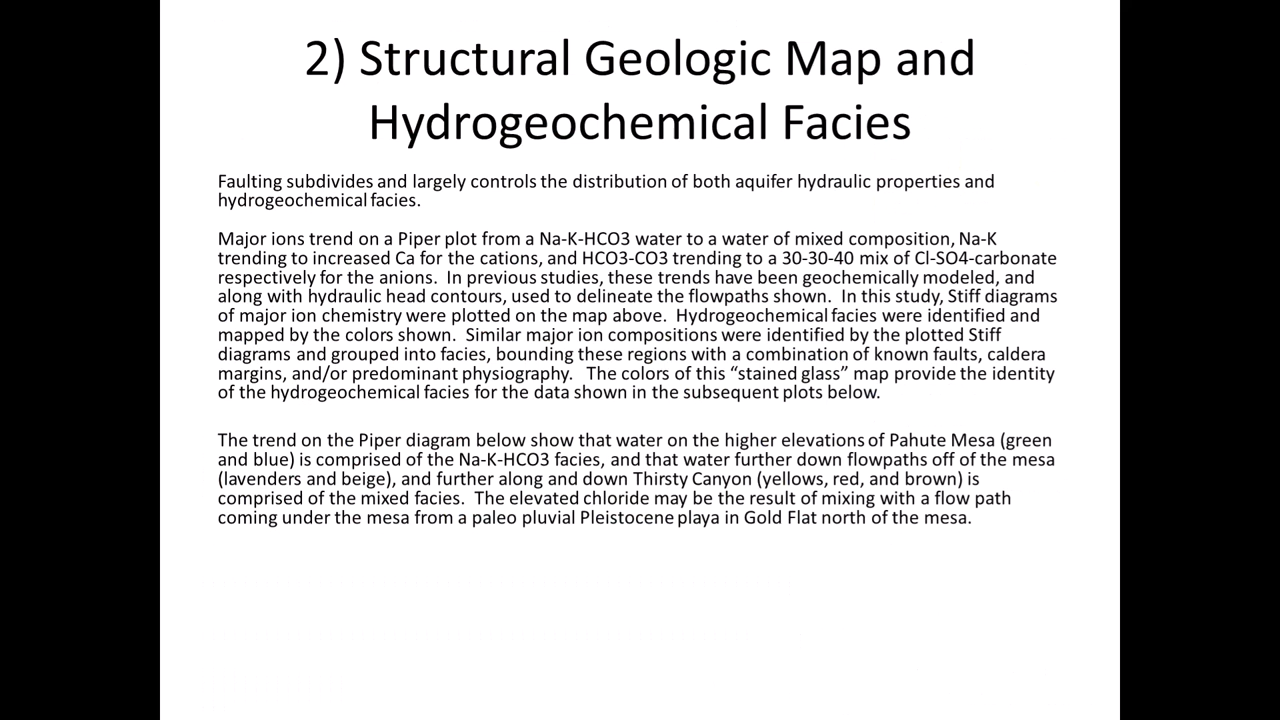 2) Structural Geologic Map and
Hydrogeochemical Facies
Faulting subdivides and largely controls the distribution of both aquifer hydraulic properties and
hydrogeochemical facies.
Major ions trend on a Piper plot from a Na-K-HCO3 water to a water of mixed composition, Na-K
trending to increased Ca for the cations, and HCO3-CO3 trending to a 30-30-40 mix of Cl-SO4-carbonate
respectively for the anions.  In previous studies, these trends have been geochemically modeled, and
along with hydraulic head contours, used to delineate the flowpaths shown.  In this study, Stiff diagrams
of major ion chemistry were plotted on the map above.  Hydrogeochemical facies were identified and
mapped by the colors shown.  Similar major ion compositions were identified by the plotted Stiff
diagrams and grouped into facies, bounding these regions with a combination of known faults, caldera
margins, and/or predominant physiography.   The colors of this “stained glass” map provide the identity
of the hydrogeochemical facies for the data shown in the subsequent plots below.
The trend on the Piper diagram below show that water on the higher elevations of Pahute Mesa (green
and blue) is comprised of the Na-K-HCO3 facies, and that water further down flowpaths off of the mesa
(lavenders and beige), and further along and down Thirsty Canyon (yellows, red, and brown) is
comprised of the mixed facies.  The elevated chloride may be the result of mixing with a flow path
coming under the mesa from a paleo pluvial Pleistocene playa in Gold Flat north of the mesa.